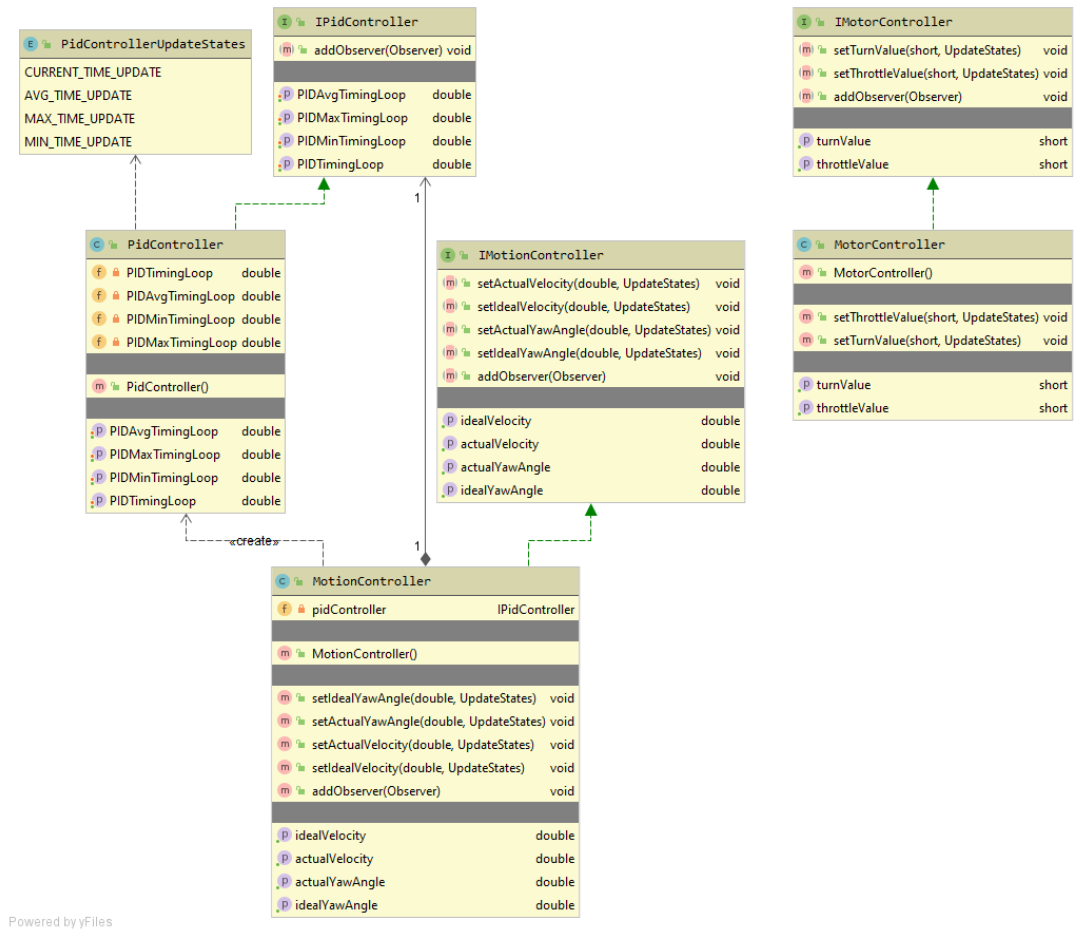 E PidControllerUpdateStates
CURRENT_TIME_UPDATE
AVG_TIME_UPDATE
MAX_TIME_UPDATE
MIN_TIME_UPDATE
I IPidController
m addObserver(Observer) void
p PIDAvgTimingLoop double
p PIDMaxTimingLoop double
p PIDMinTimingLoop double
p PIDTimingLoop double
I IMotorController
m setTurnValue(short, UpdateStates) void
m setThrottleValue(short, UpdateStates) void
m addObserver(Observer) void
p turnValue short
p throttleValue short
1
C PidController
f PIDTimingLoop double
f PIDAvgTimingLoop double
f PIDMinTimingLoop double
f PIDMaxTimingLoop double
m PidController()
p PIDAvgTimingLoop double
p PIDMaxTimingLoop double
p PIDMinTimingLoop double
p PIDTimingLoop double
I IMotionController
m setActualVelocity(double, UpdateStates) void
m setIdealVelocity(double, UpdateStates) void
m setActualYawAngle(double, UpdateStates) void
m setIdealYawAngle(double, UpdateStates) void
m addObserver(Observer) void
p idealVelocity double
p actualVelocity double
p actualYawAngle double
p idealYawAngle double
C MotorController
m MotorController()
m setThrottleValue(short, UpdateStates) void
m setTurnValue(short, UpdateStates) void
p turnValue short
p throttleValue short
«create»
1
C MotionController
f pidController IPidController
m MotionController()
m setIdealYawAngle(double, UpdateStates) void
m setActualYawAngle(double, UpdateStates) void
m setActualVelocity(double, UpdateStates) void
m setIdealVelocity(double, UpdateStates) void
m addObserver(Observer) void
p idealVelocity double
p actualVelocity double
p actualYawAngle double
p idealYawAngle double
Powered by yFiles